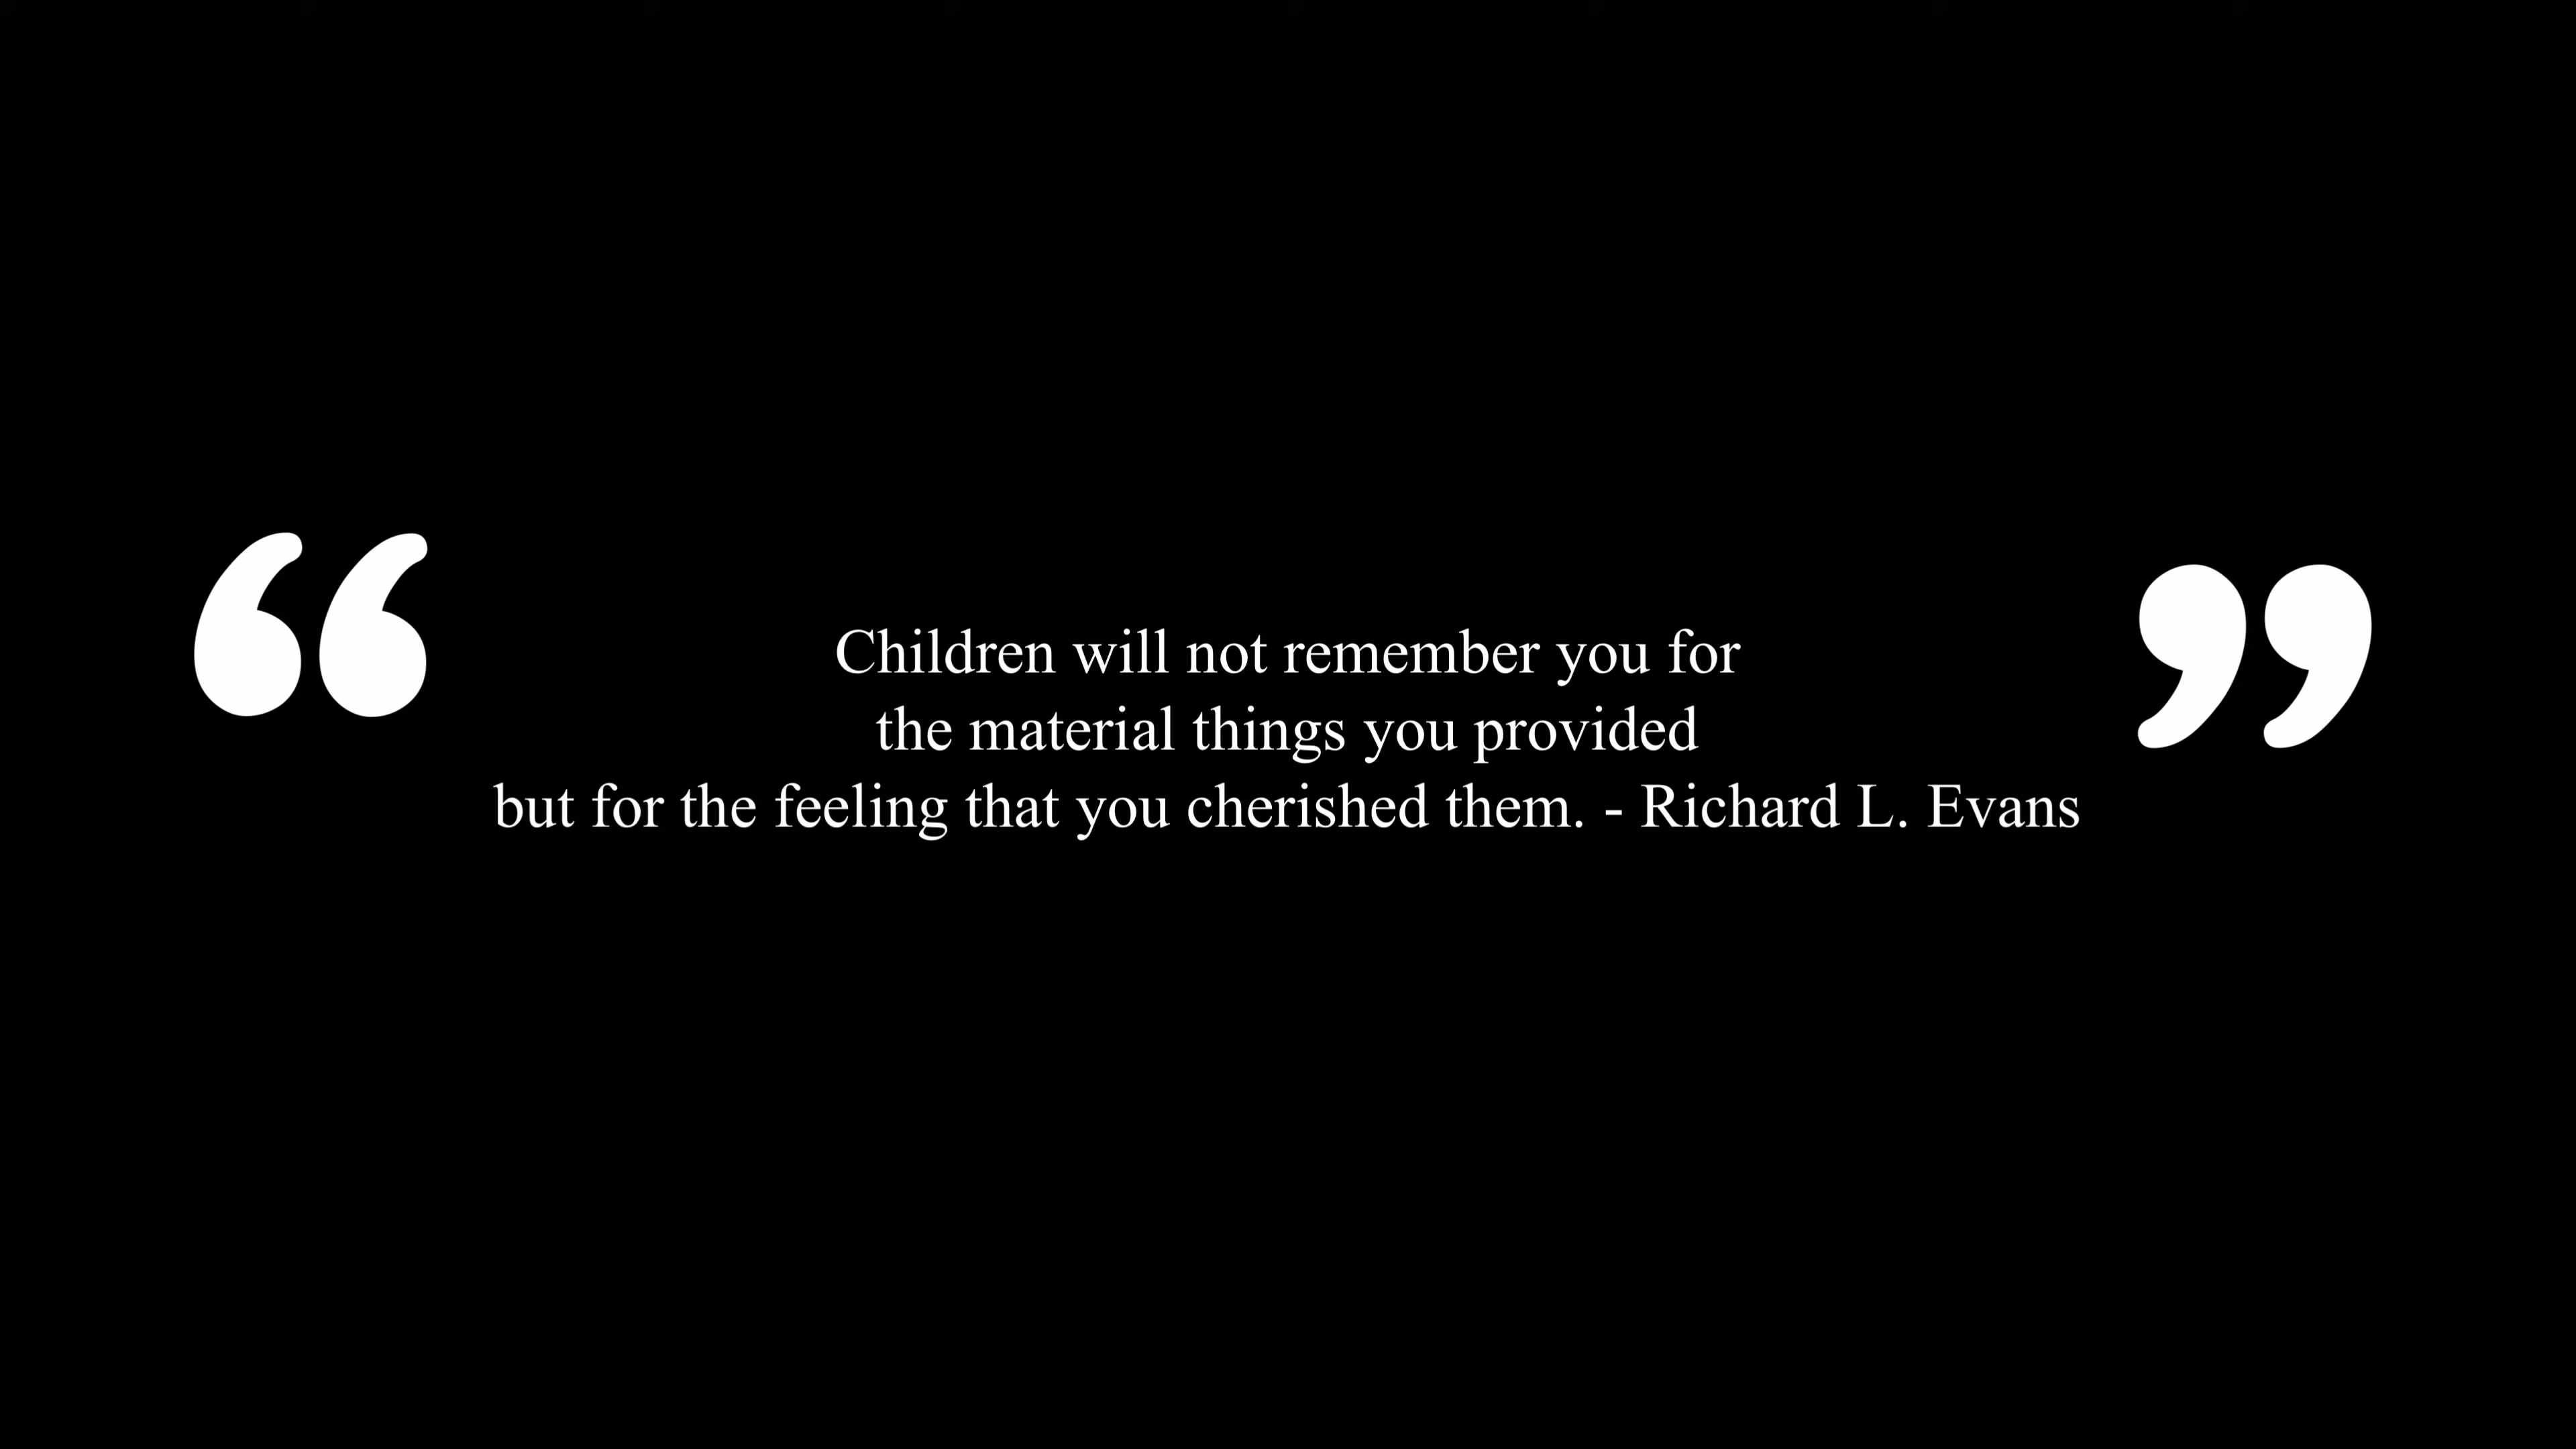 “ ”
Children will not remember you for
the material things you provided
but for the feeling that you cherished them. - Richard L. Evans